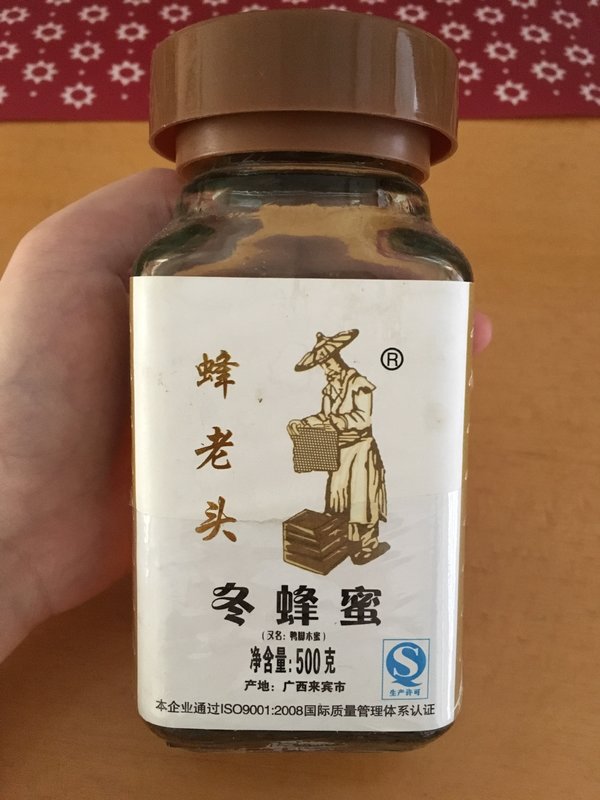 蜂老头
®
冬蜂蜜
（又名：鸭脚木蜜）
净含量：500克
产地：广西来宾市
生产许可
本企业通过ISO9001:2008国际质量管理体系认证